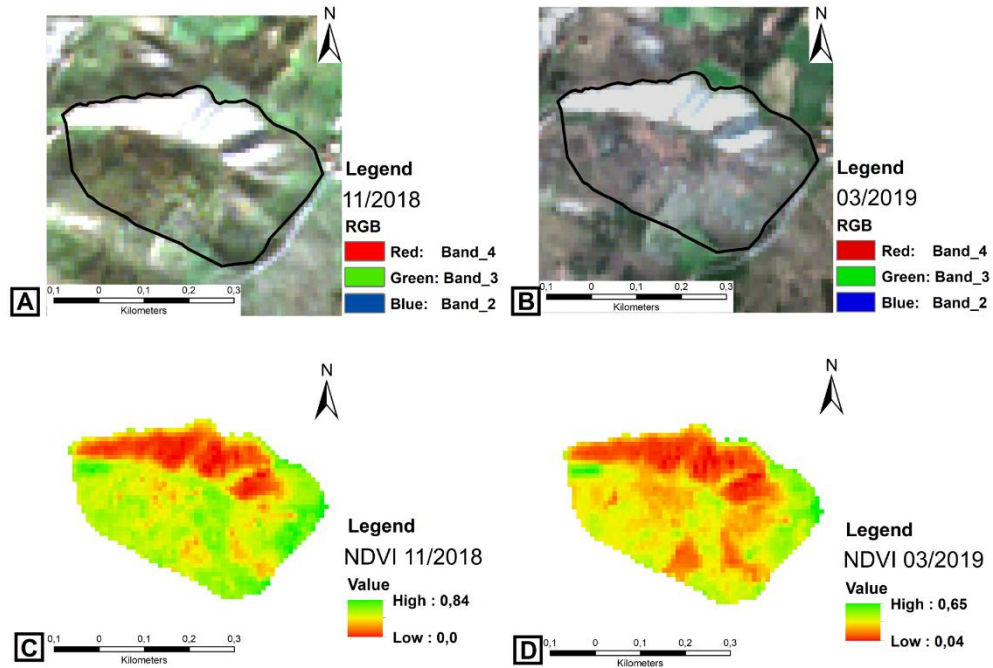 N
Legend
11/2018
RGB
Red: Band_4
Green: Band_3
Blue: Band_2
A
0,1 0 0,1 0,2 0,3
Kilometers
N
Legend
03/2019
RGB
Red: Band_4
Green: Band_3
Blue: Band_2
B
0,1 0 0,1 0,2 0,3
Kilometers
N
Legend
NDVI 11/2018
Value
High : 0,84
Low : 0,0
C
0,1 0 0,1 0,2 0,3
Kilometers
N
Legend
NDVI 03/2019
Value
High : 0,65
Low : 0,04
D
0,1 0 0,1 0,2 0,3
Kilometers